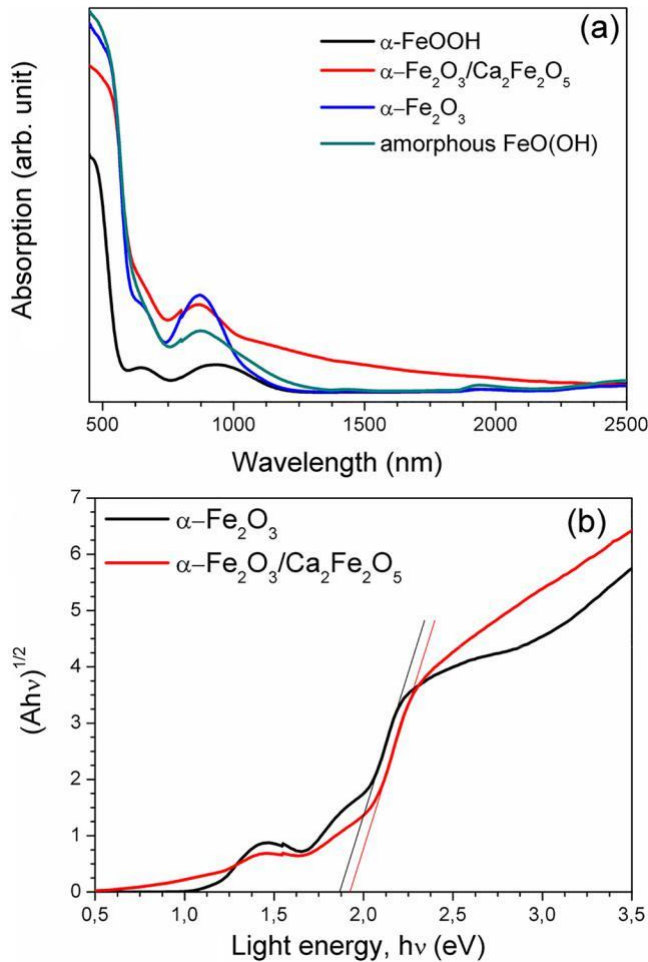 (a)
α-FeOOH
α–Fe₂O₃/Ca₂Fe₂O₅
α–Fe₂O₃
amorphous FeO(OH)
Absorption (arb. unit)
500 1000 1500 2000 2500
Wavelength (nm)
(b)
α–Fe₂O₃
α–Fe₂O₃/Ca₂Fe₂O₅
(Ahν)¹/²
7
6
5
4
3
2
1
0
0,5 1,0 1,5 2,0 2,5 3,0 3,5
Light energy, hν (eV)